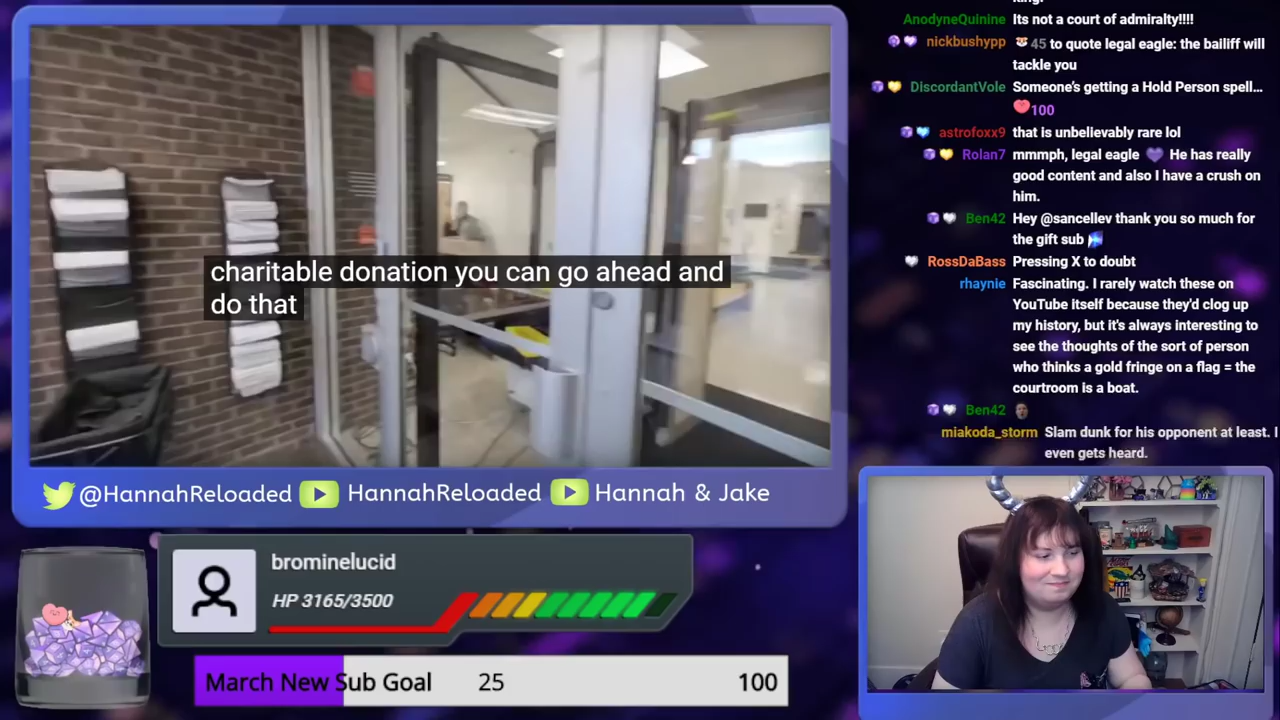 king!
AnodyneQuinine Its not a court of admiralty!!!!
nickbushypp 45 to quote legal eagle: the bailiff will
tackle you
DiscordantVole Someone's getting a Hold Person spell...
100
astrofoxx9 that is unbelievably rare lol
Rolan7 mmmph, legal eagle 💜 He has really
good content and also I have a crush on
him.
Ben42 Hey @sancellev thank you so much for
the gift sub
RossDaBass Pressing X to doubt
rhaynie Fascinating. I rarely watch these on
YouTube itself because they'd clog up
my history, but it's always interesting to
see the thoughts of the sort of person
who thinks a gold fringe on a flag = the
courtroom is a boat.
Ben42
miakoda_storm Slam dunk for his opponent at least. I
even gets heard.
charitable donation you can go ahead and
do that
@HannahReloaded HannahReloaded Hannah & Jake
brominelucid
HP 3165/3500
March New Sub Goal 25 100